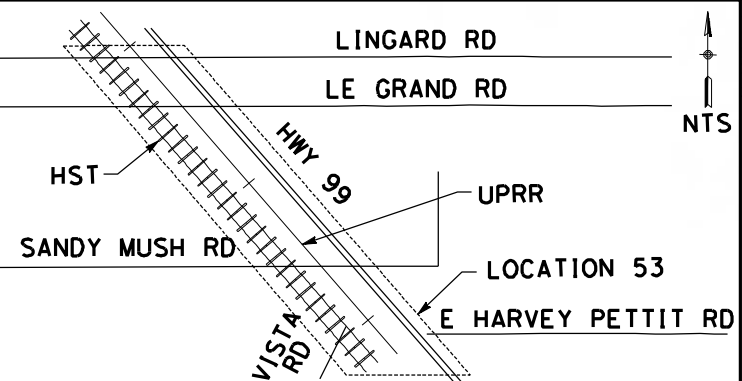 LINGARD RD
LE GRAND RD
NTS
HWY 99
HST
UPRR
SANDY MUSH RD
LOCATION 53
E HARVEY PETTIT RD
VISTA
RD